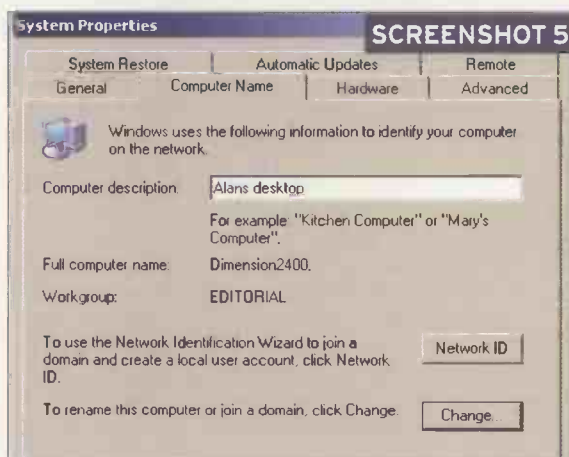 System Properties
SCREENSHOT 5
System Restore Automatic Updates Remote
General Computer Name Hardware Advanced
Windows uses the following information to identify your computer
on the network.
Computer description: Alans desktop
For example: "Kitchen Computer" or "Mary's
Computer".
Full computer name: Dimension2400.
Workgroup: EDITORIAL
To use the Network Identification Wizard to join a
domain and create a local user account, click Network
ID.
Network ID
To rename this computer or join a domain, click Change.
Change...